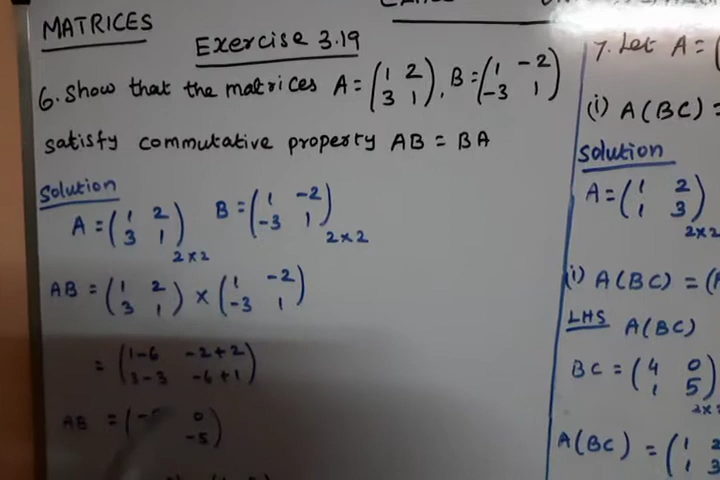 MATRICES
Exercise 3.19
6. Show that the matrices A = (1 2 / 3 1), B = (1 -2 / -3 1)
satisfy commutative property AB = BA
Solution
A = (1 2 / 3 1) 2×2 B = (1 -2 / -3 1) 2×2
AB = (1 2 / 3 1) × (1 -2 / -3 1)
= (1-6 -2+2 / 3-3 -6+1)
AB = ( 0 / -5)
7. Let A = (
(i) A(BC) =
Solution
A = (1 2 / 1 3) 2×2
(i) A(BC) = (A
LHS A(BC)
BC = (4 0 / 1 5) 2×2
A(BC) = (1 2 / 1 3